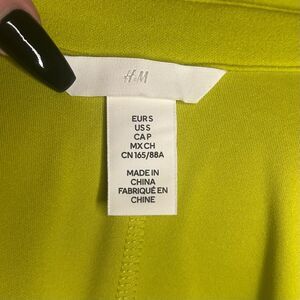 H&M
EUR S
US S
CA P
MX CH
CN 165/88A
MADE IN
CHINA
FABRIQUÉ EN
CHINE